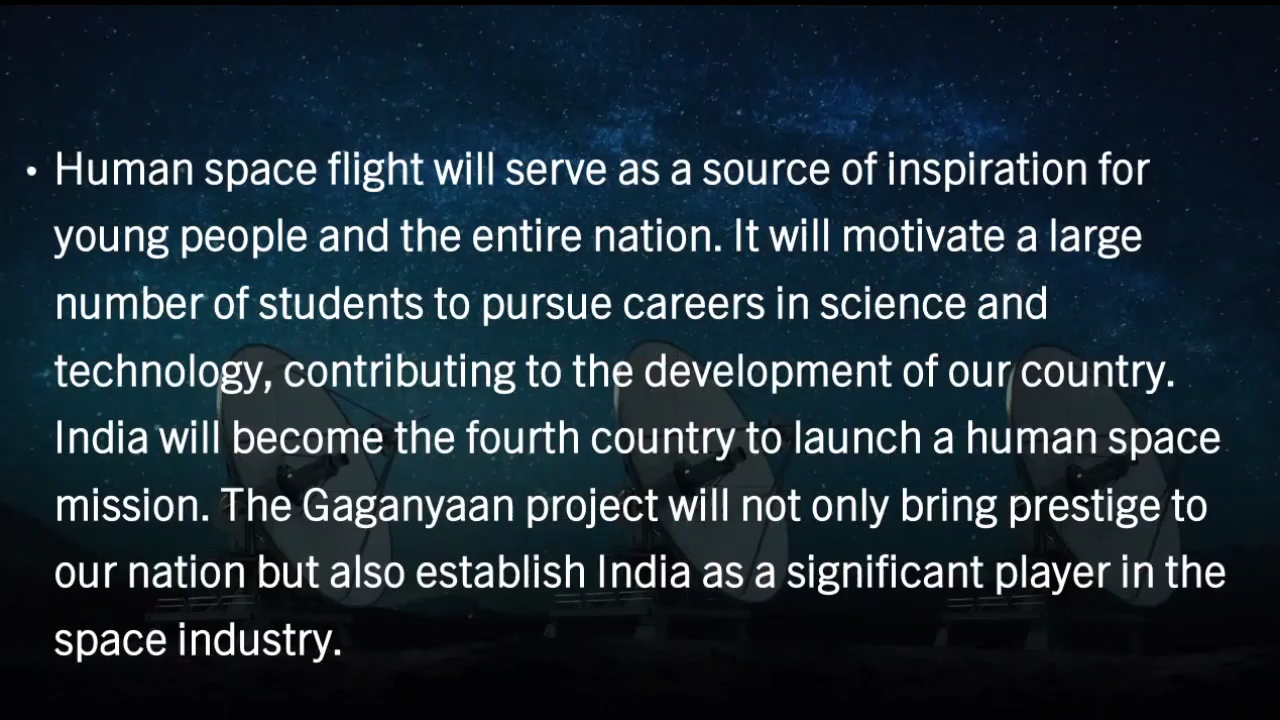 • Human space flight will serve as a source of inspiration for
young people and the entire nation. It will motivate a large
number of students to pursue careers in science and
technology, contributing to the development of our country.
India will become the fourth country to launch a human space
mission. The Gaganyaan project will not only bring prestige to
our nation but also establish India as a significant player in the
space industry.